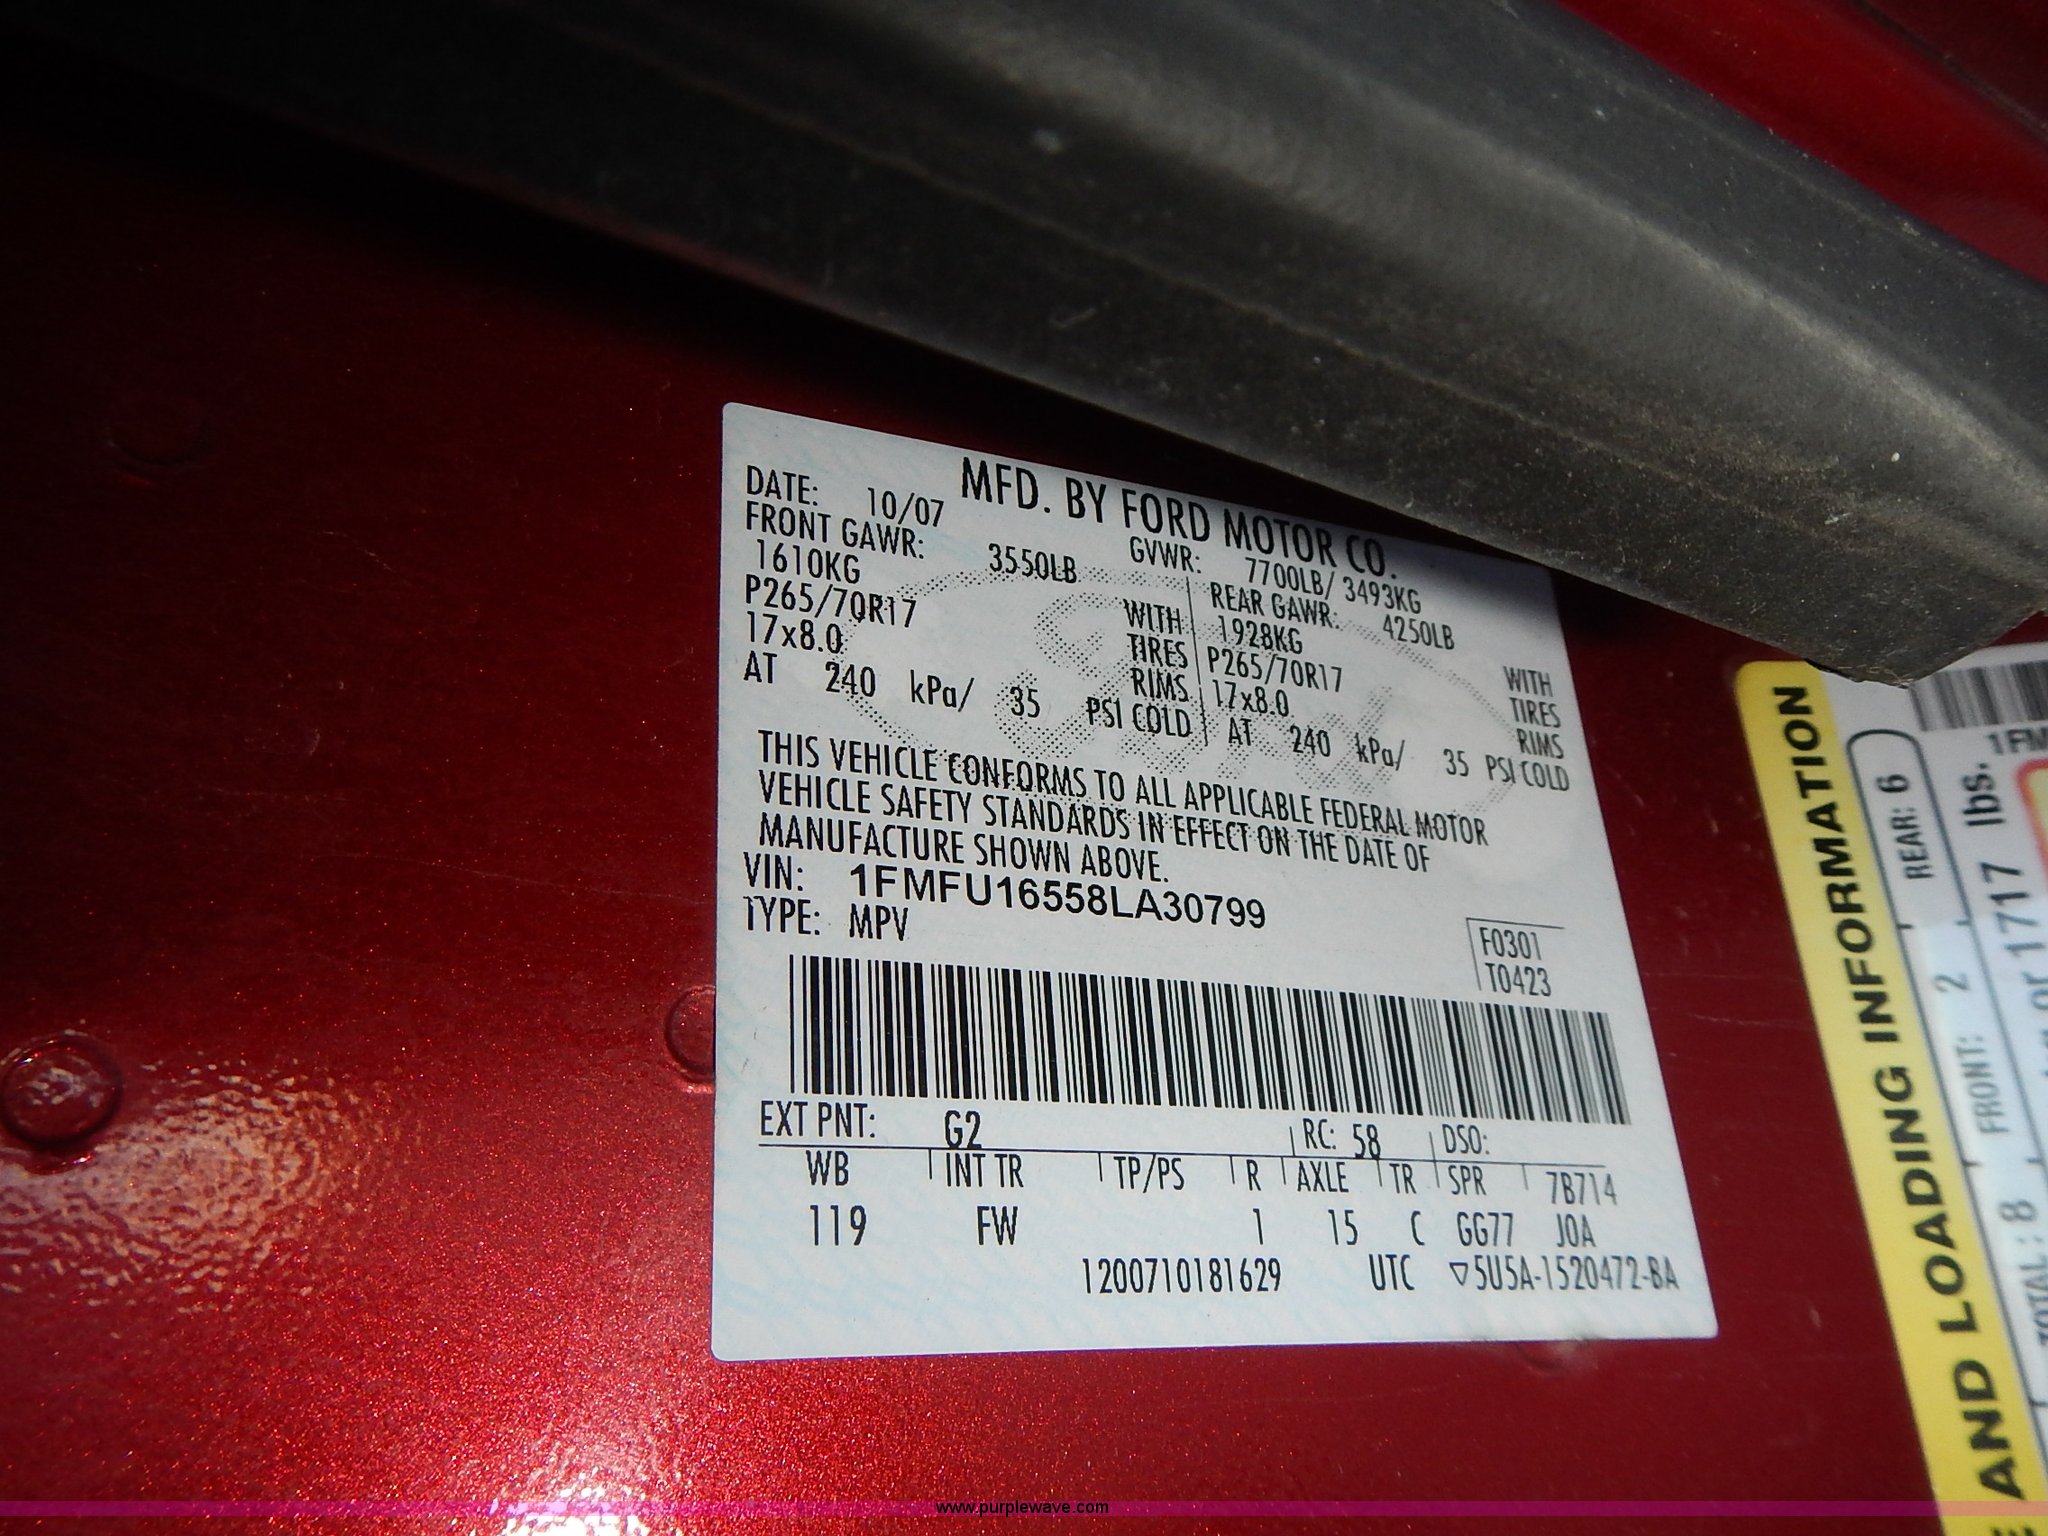 MFD. BY FORD MOTOR CO.
DATE: 10/07 GVWR: 7700LB/ 3493KG
FRONT GAWR: 3550LB REAR GAWR: 4250LB
1610KG WITH 1928KG WITH
P265/70R17 TIRES P265/70R17 TIRES
17x8.0 RIMS 17x8.0 RIMS
AT 240 kPa/ 35 PSI COLD AT 240 kPa/ 35 PSI COLD
THIS VEHICLE CONFORMS TO ALL APPLICABLE FEDERAL MOTOR
VEHICLE SAFETY STANDARDS IN EFFECT ON THE DATE OF
MANUFACTURE SHOWN ABOVE.
VIN: 1FMFU16558LA30799
TYPE: MPV
F0301
T0423
EXT PNT: G2 RC: 58 DSO:
WB INT TR TP/PS R AXLE TR SPR 7B714
119 FW 1 15 C GG77 JOA
1200710181629 UTC ▽5U5A-1520472-BA
AND LOADING INFORMATION
TOTAL: 8 FRONT: 2 REAR: 6
kg or 1717 lbs.
1FM
www.purplewave.com